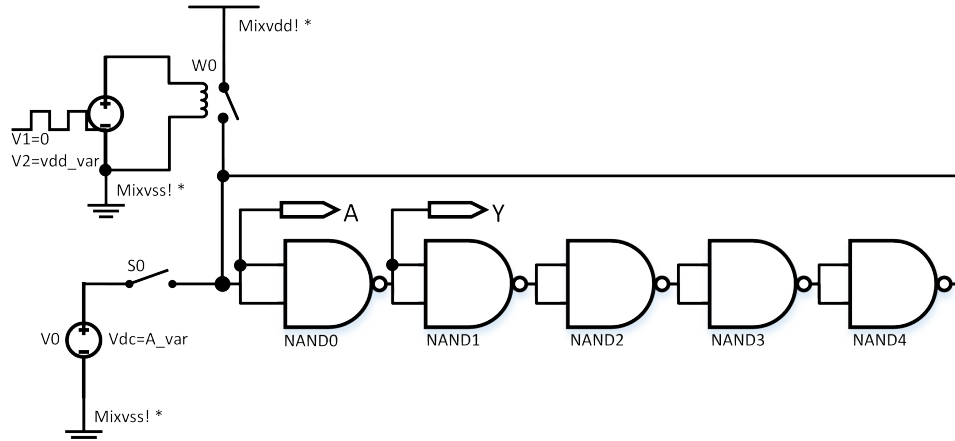 Mixvdd! *
W0
V1=0
V2=vdd_var
Mixvss! *
A
Y
S0
V0
Vdc=A_var
NAND0
NAND1
NAND2
NAND3
NAND4
Mixvss! *